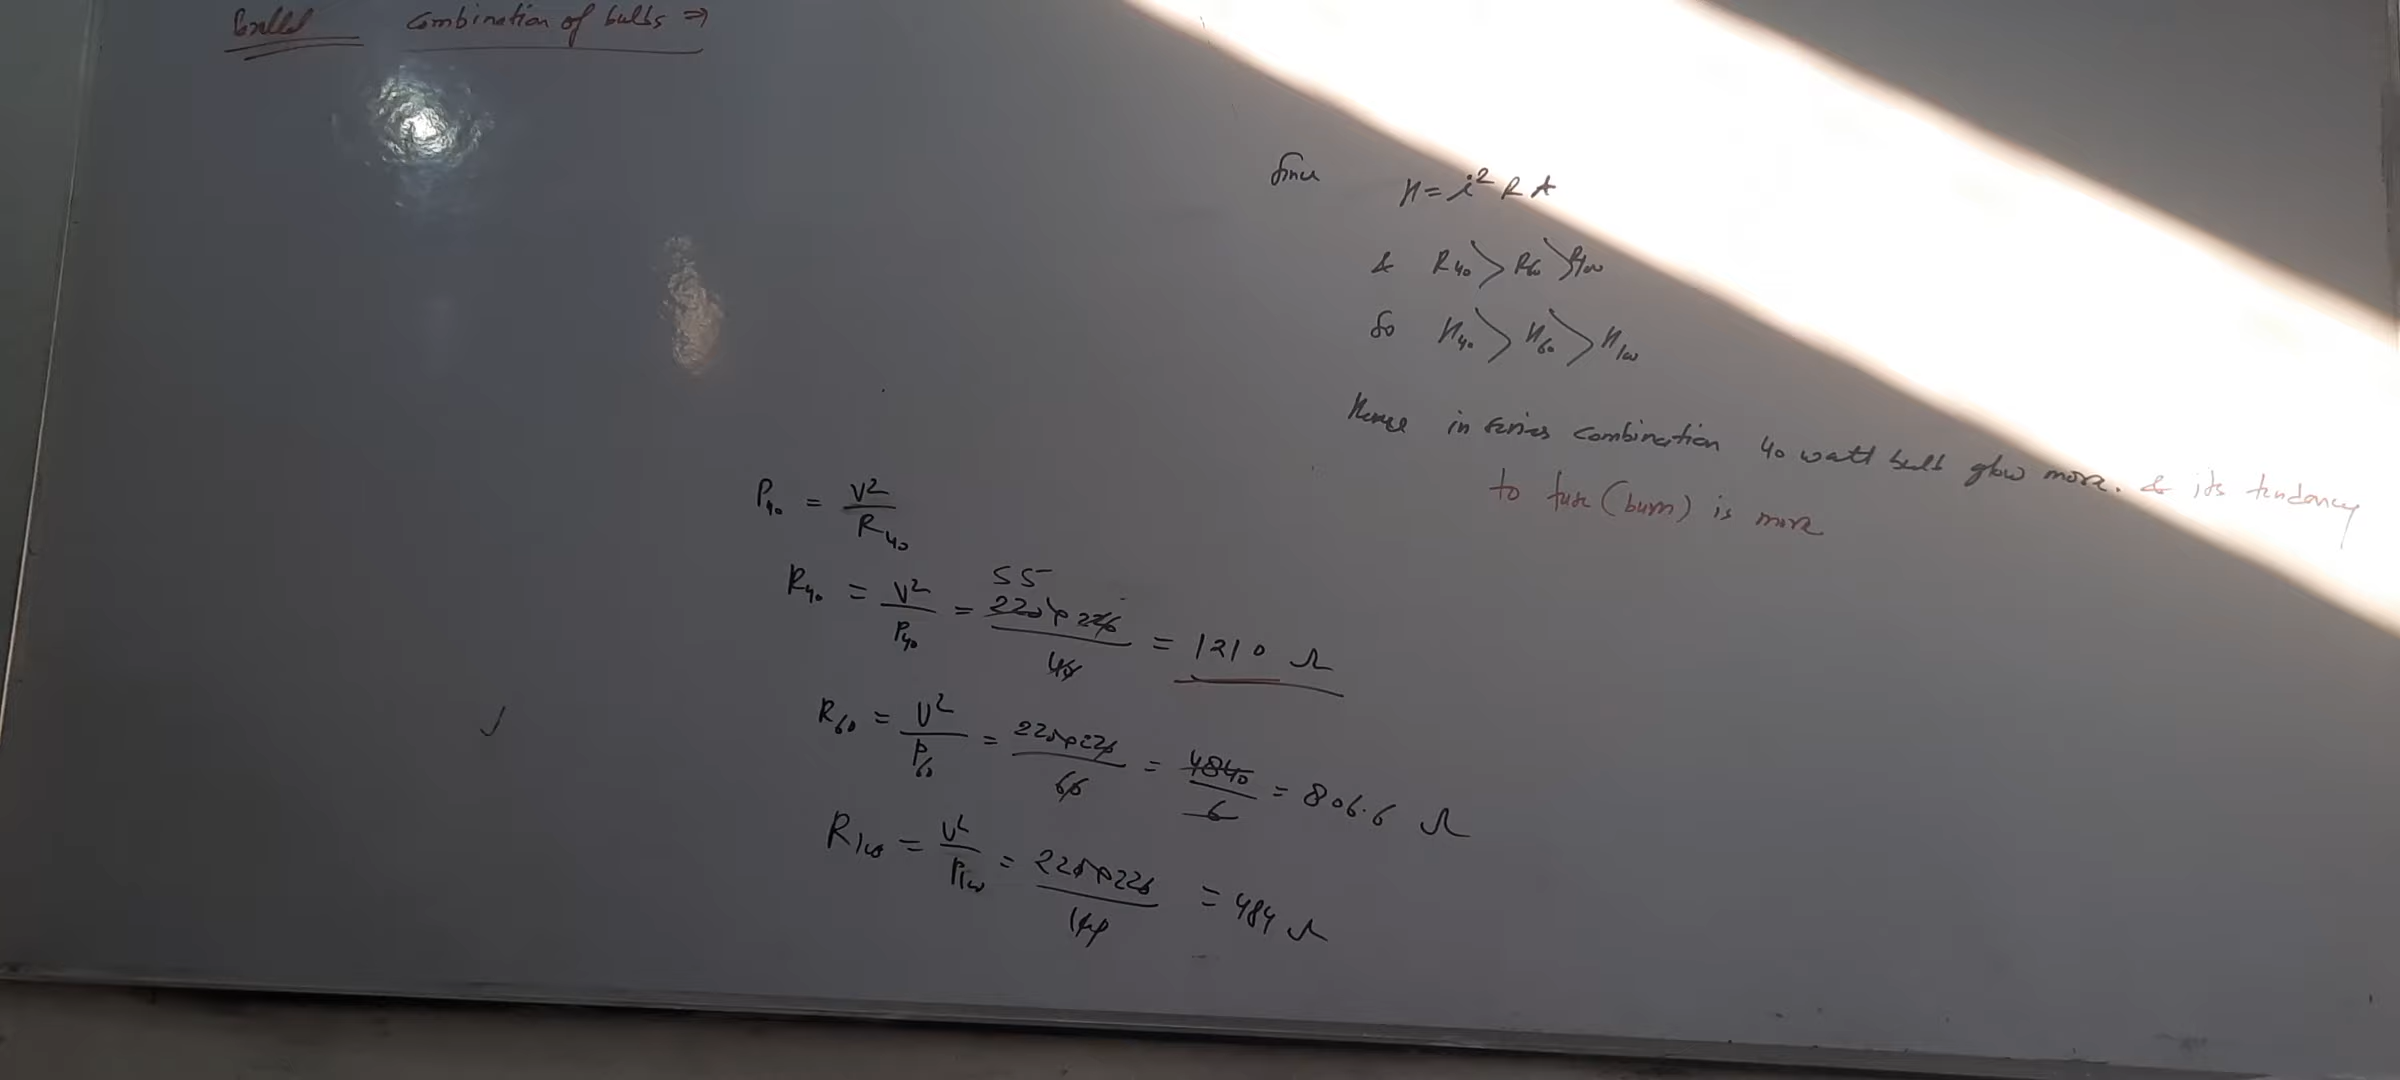 Combination of bulbs ⇒
Since H = i² R t
& R40 > R60 > R100
So H40 > H60 > H100
Hence in series combination 40 watt bulb glow more. & its tendancy
to fuse (burn) is more
P40 = V² / R40
R40 = V² / P40 = 220 × 220 / 40 = 1210 Ω
55
R60 = V² / P60 = 220 × 220 / 60 = 4840 / 6 = 806.6 Ω
R100 = V² / P100 = 220 × 220 / 100 = 484 Ω